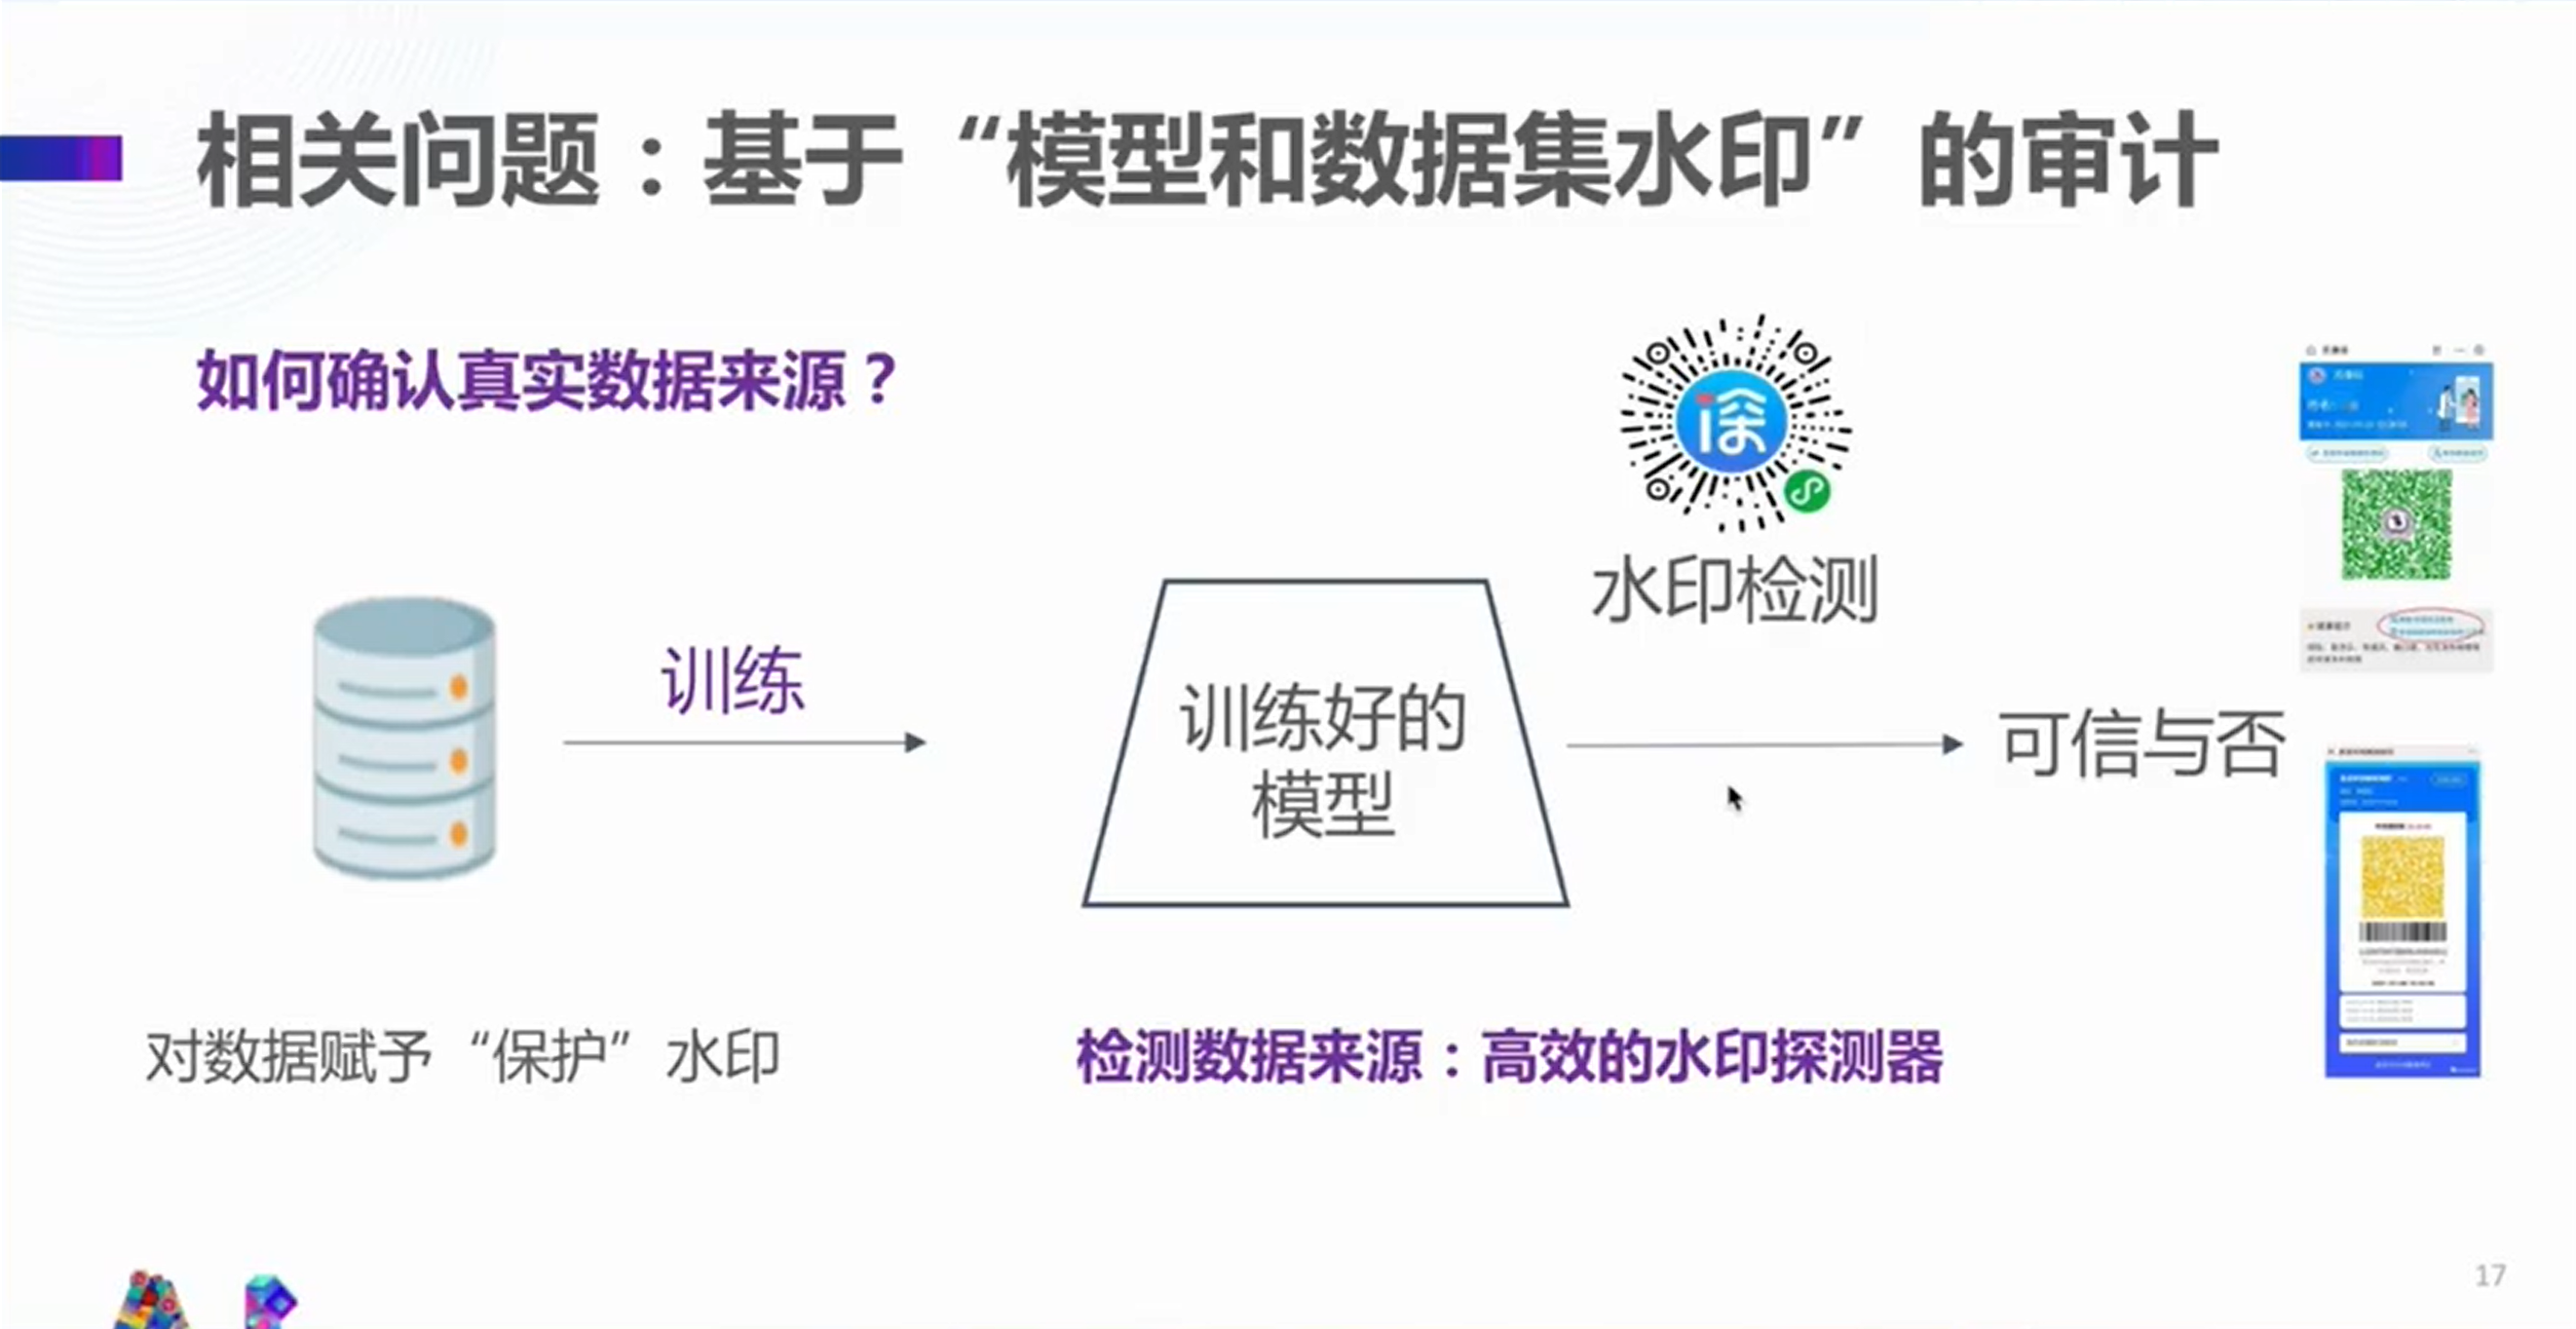 相关问题：基于“模型和数据集水印”的审计
如何确认真实数据来源？
深
水印检测
训练
训练好的
模型
可信与否
对数据赋予“保护”水印
检测数据来源：高效的水印探测器
17